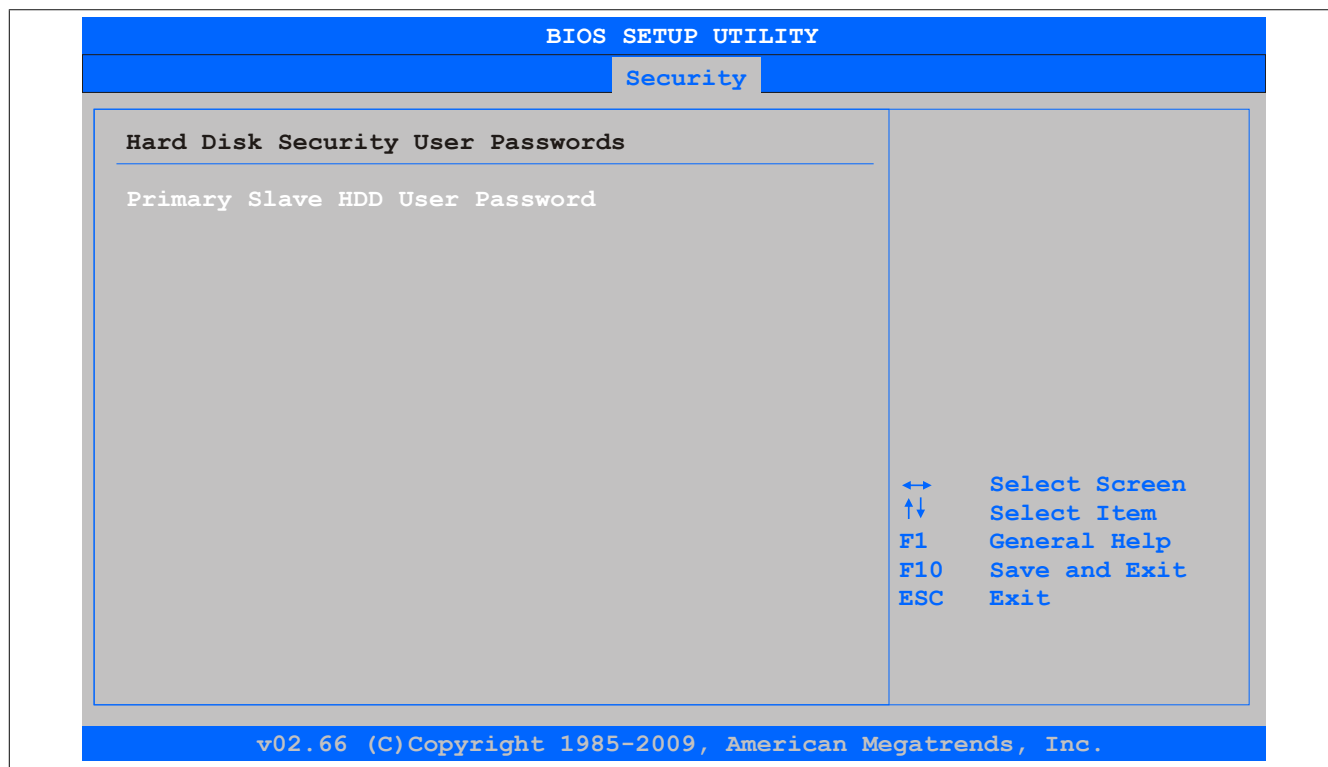 BIOS SETUP UTILITY
Security
Hard Disk Security User Passwords
Primary Slave HDD User Password
↔ Select Screen
↑↓ Select Item
F1 General Help
F10 Save and Exit
ESC Exit
v02.66 (C)Copyright 1985-2009, American Megatrends, Inc.